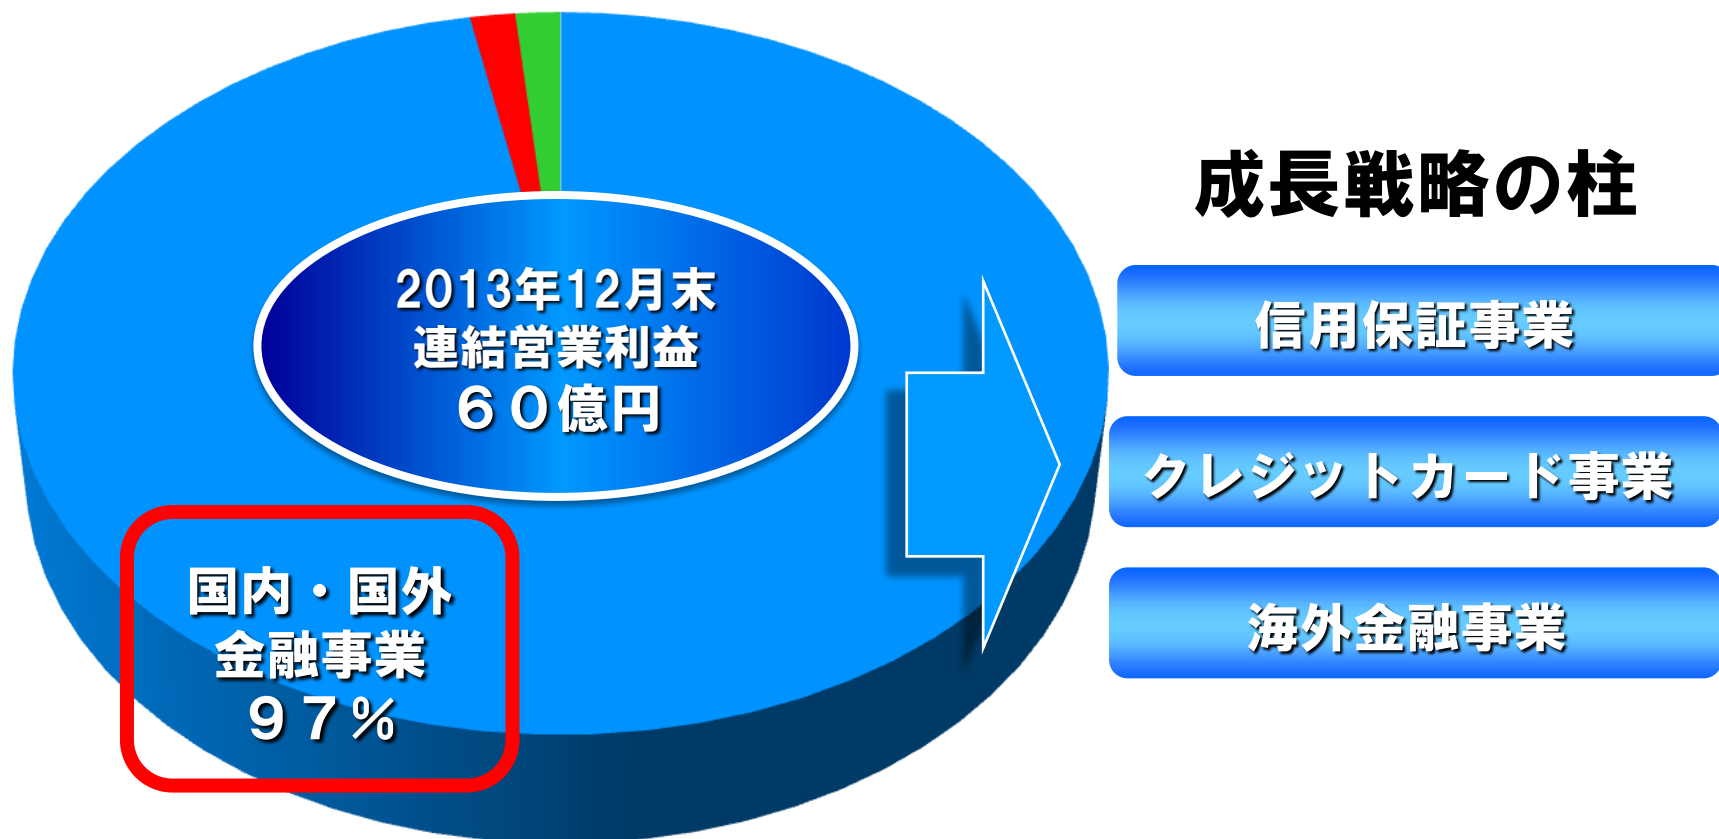 2013年12月末
連結営業利益
６０億円
国内・国外
金融事業
９７％
成長戦略の柱
信用保証事業
クレジットカード事業
海外金融事業